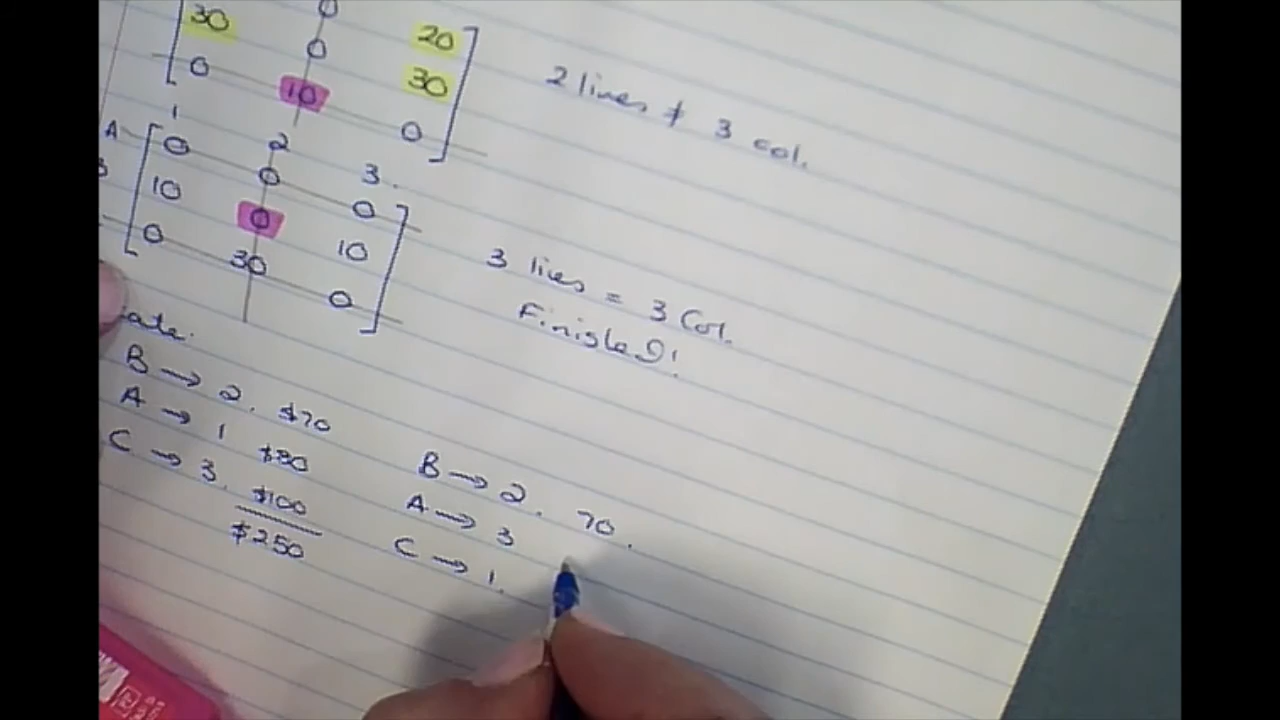 0
30 0 20
0 10 30
0
1 2 3.
A 0 0 0
B 10 0 10
0 30 0
2 lines ≠ 3 col.
3 lines = 3 Col.
Finished!
B → 2. $70
A → 1 $80
C → 3. $100
$250
B → 2. 70.
A → 3
C → 1.